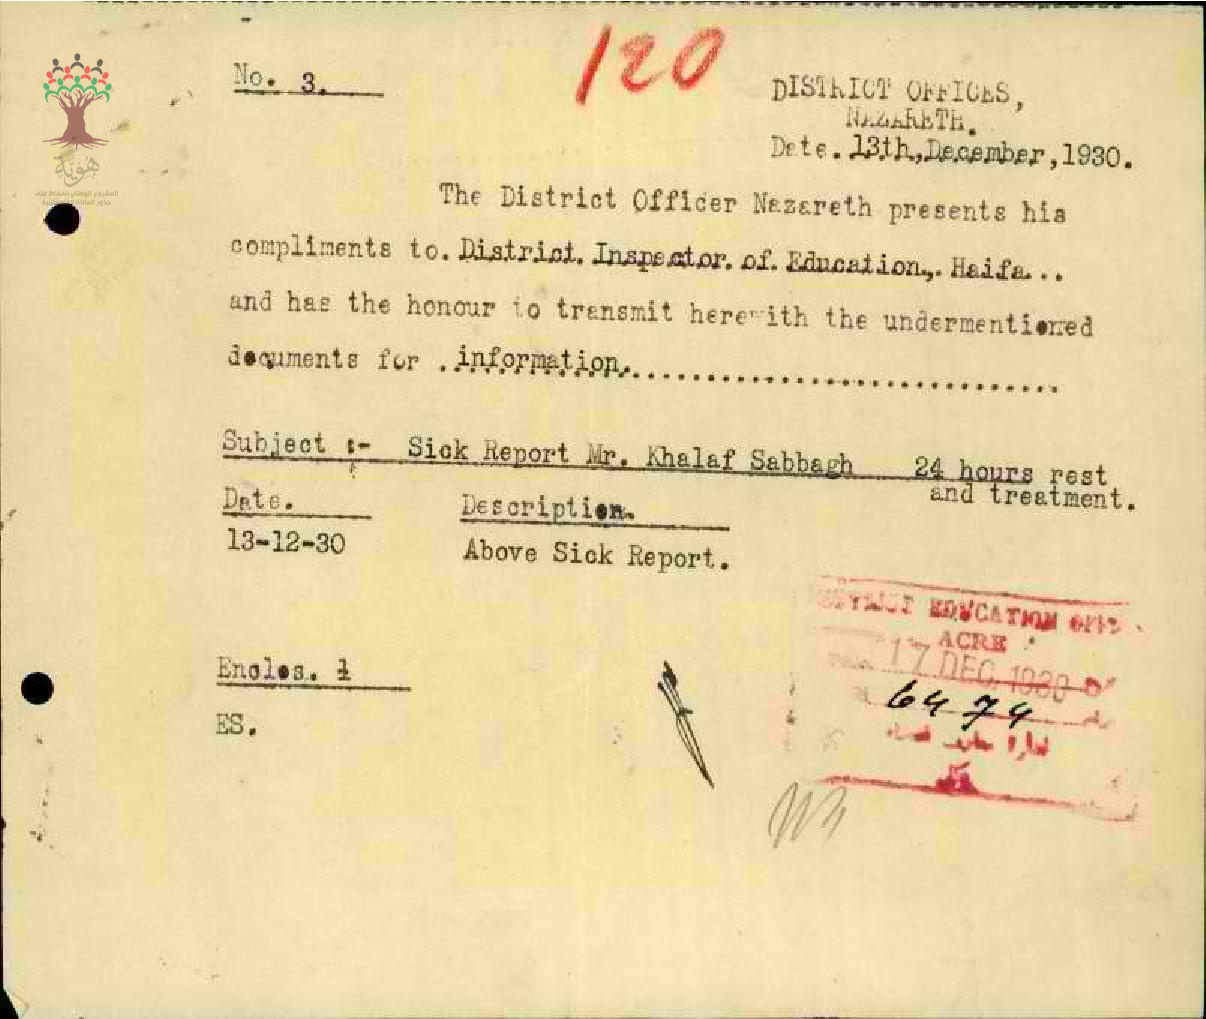 120
No. 3.
DISTRICT OFFICES,
NAZARETH.
Date. 13th, December, 1930.
The District Officer Nazareth presents his
compliments to. District. Inspector. of. Education,. Haifa...
and has the honour to transmit herewith the undermentioned
documents for .information.......................................
Subject :- Sick Report Mr. Khalaf Sabbagh 24 hours rest
and treatment.
Date. Description.
13-12-30 Above Sick Report.
EDUCATION
ACRE
17 DEC 1930
6474
Encles. 1
ES.
هوية